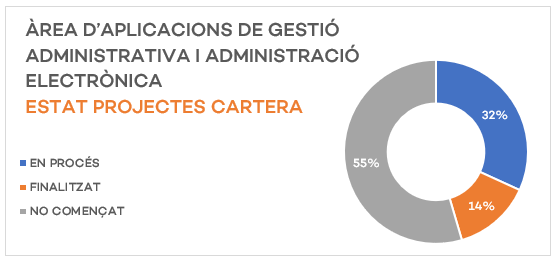 ÀREA D'APLICACIONS DE GESTIÓ
ADMINISTRATIVA I ADMINISTRACIÓ
ELECTRÒNICA
ESTAT PROJECTES CARTERA
EN PROCÉS
FINALITZAT
NO COMENÇAT
32%
14%
55%